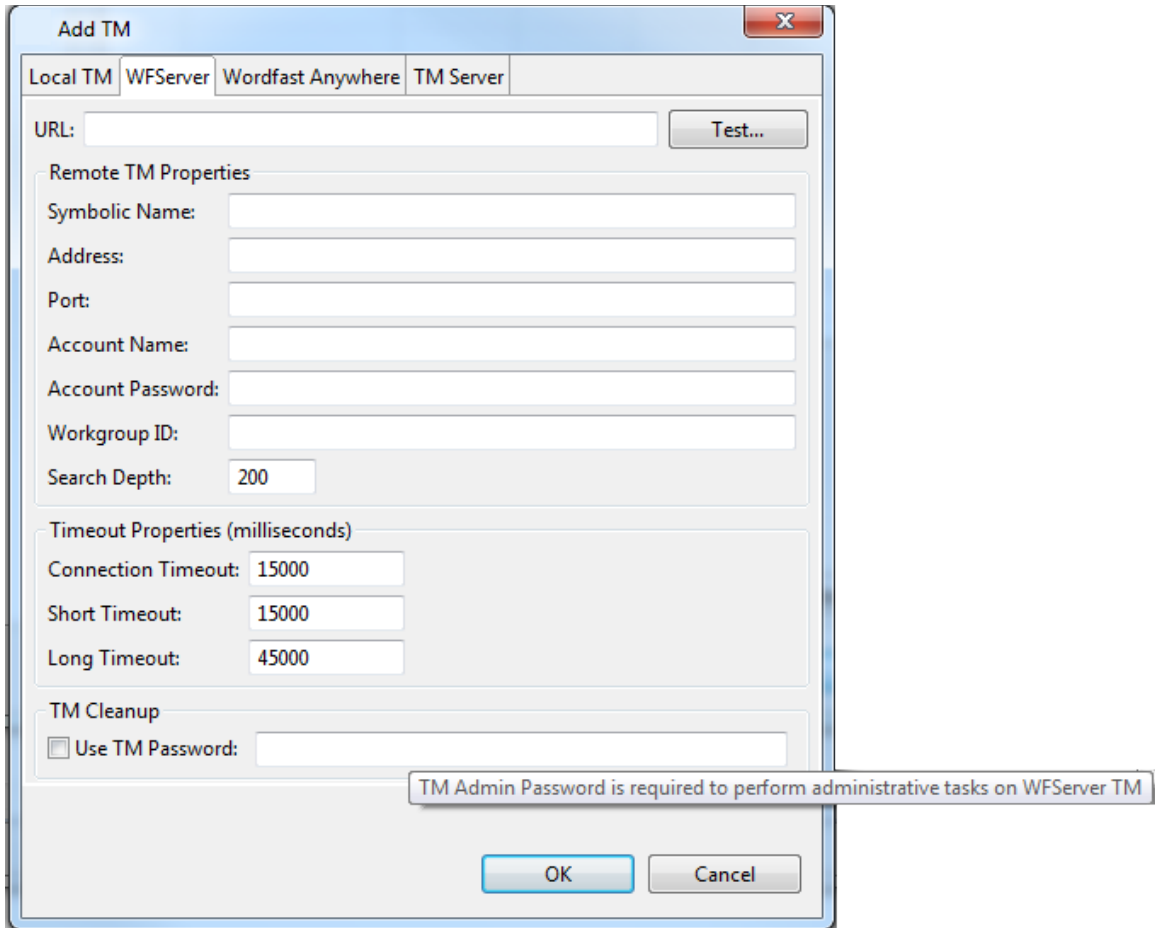 Add TM
Local TM WFServer Wordfast Anywhere TM Server
URL: Test...
Remote TM Properties
Symbolic Name:
Address:
Port:
Account Name:
Account Password:
Workgroup ID:
Search Depth: 200
Timeout Properties (milliseconds)
Connection Timeout: 15000
Short Timeout: 15000
Long Timeout: 45000
TM Cleanup
Use TM Password:
TM Admin Password is required to perform administrative tasks on WFServer TM
OK Cancel